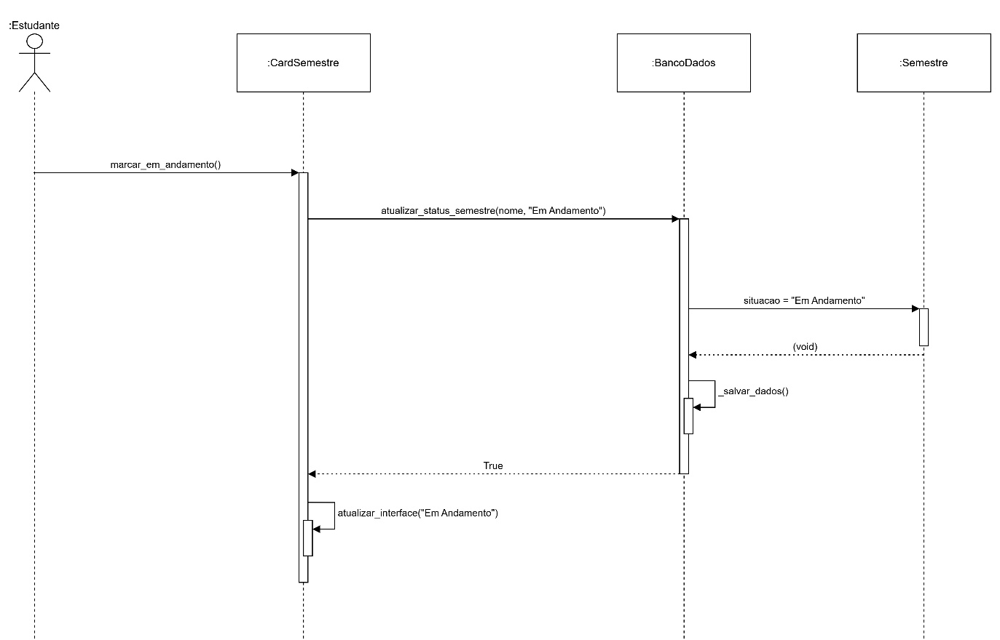 :Estudante
:CardSemestre
:BancoDados
:Semestre
marcar_em_andamento()
atualizar_status_semestre(nome, "Em Andamento")
situacao = "Em Andamento"
(void)
_salvar_dados()
True
atualizar_interface("Em Andamento")